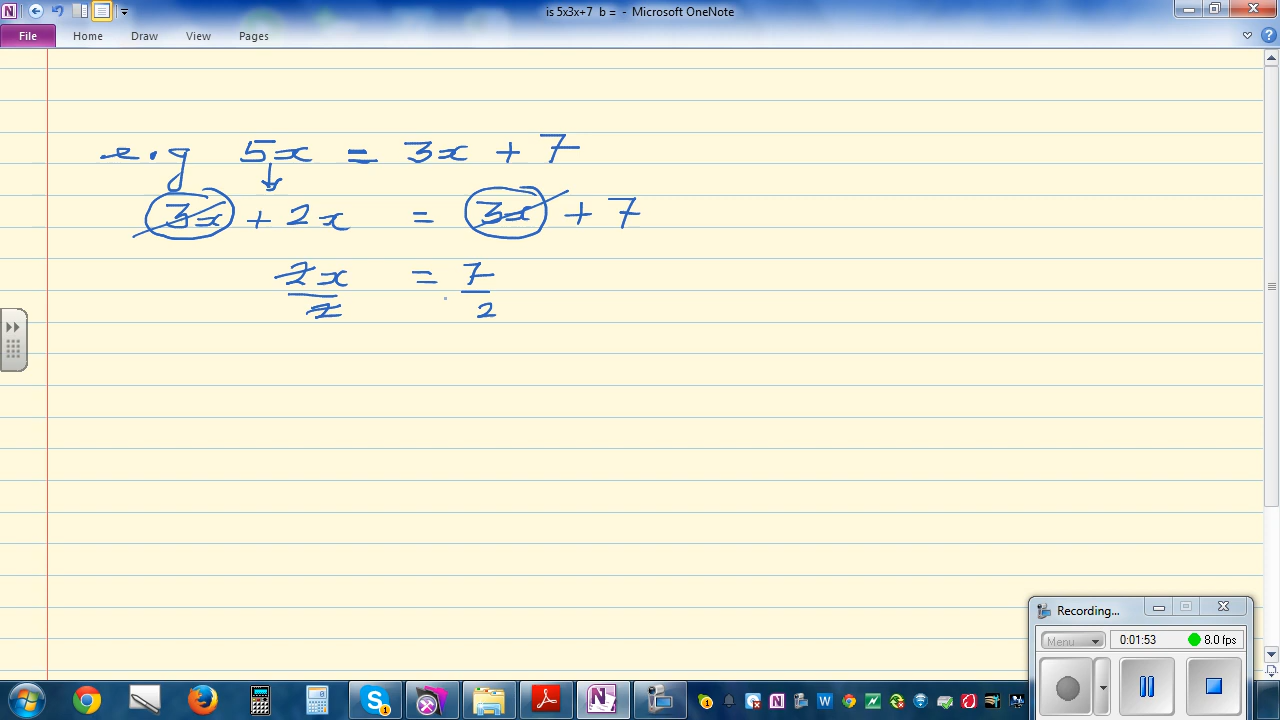 is 5x3x+7 b = - Microsoft OneNote
File Home Draw View Pages
e.g 5x = 3x + 7
3x + 2x = 3x + 7
2x = 7
2 2
Recording...
Menu 0:01:53 8.0 fps